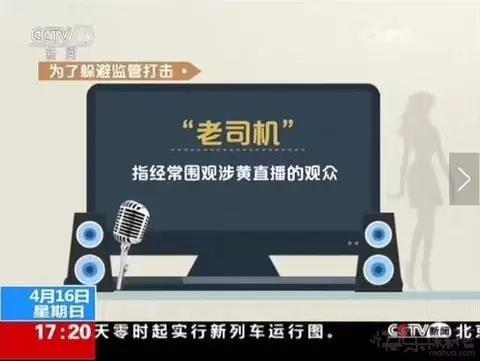 CCTV
新闻
为了躲避监管打击
“老司机”
指经常围观涉黄直播的观众
4月16日
星期日
17:20
天零时起实行新列车运行图。
CCTV新闻
北京
mahua.com